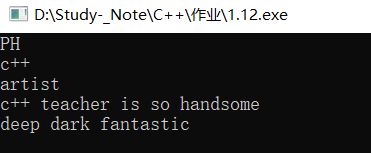 D:\Study-_Note\C++\作业\1.12.exe
PH
c++
artist
c++ teacher is so handsome
deep dark fantastic